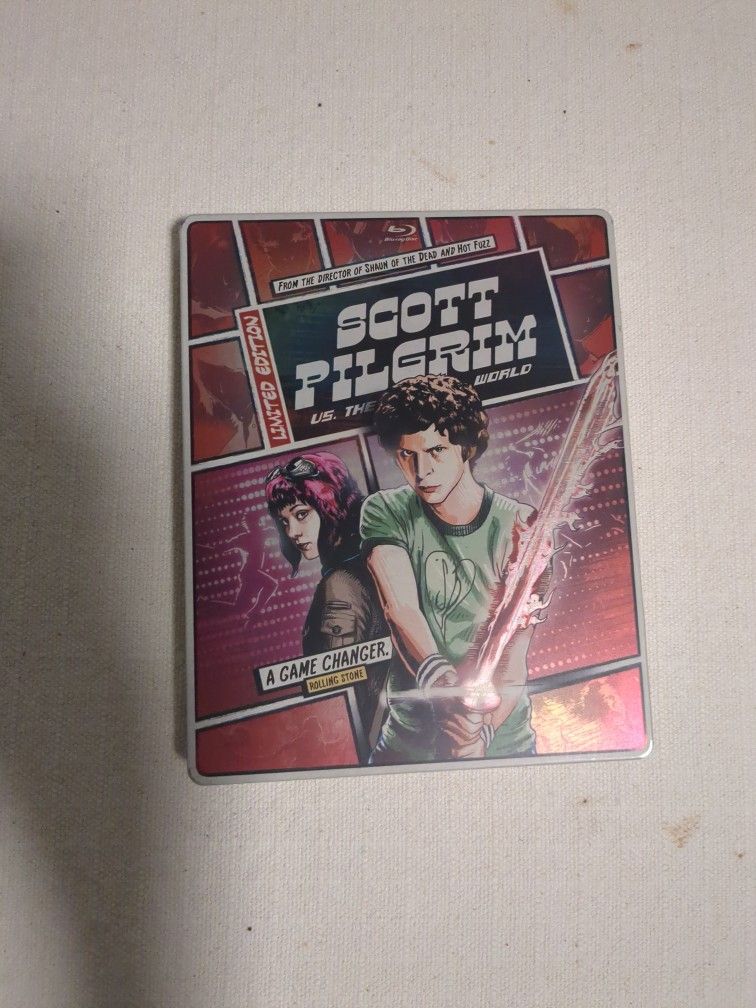 Blu-ray Disc
FROM THE DIRECTOR OF SHAUN OF THE DEAD AND HOT FUZZ
LIMITED EDITION
SCOTT
PILGRIM
VS. THE WORLD
A GAME CHANGER.
ROLLING STONE